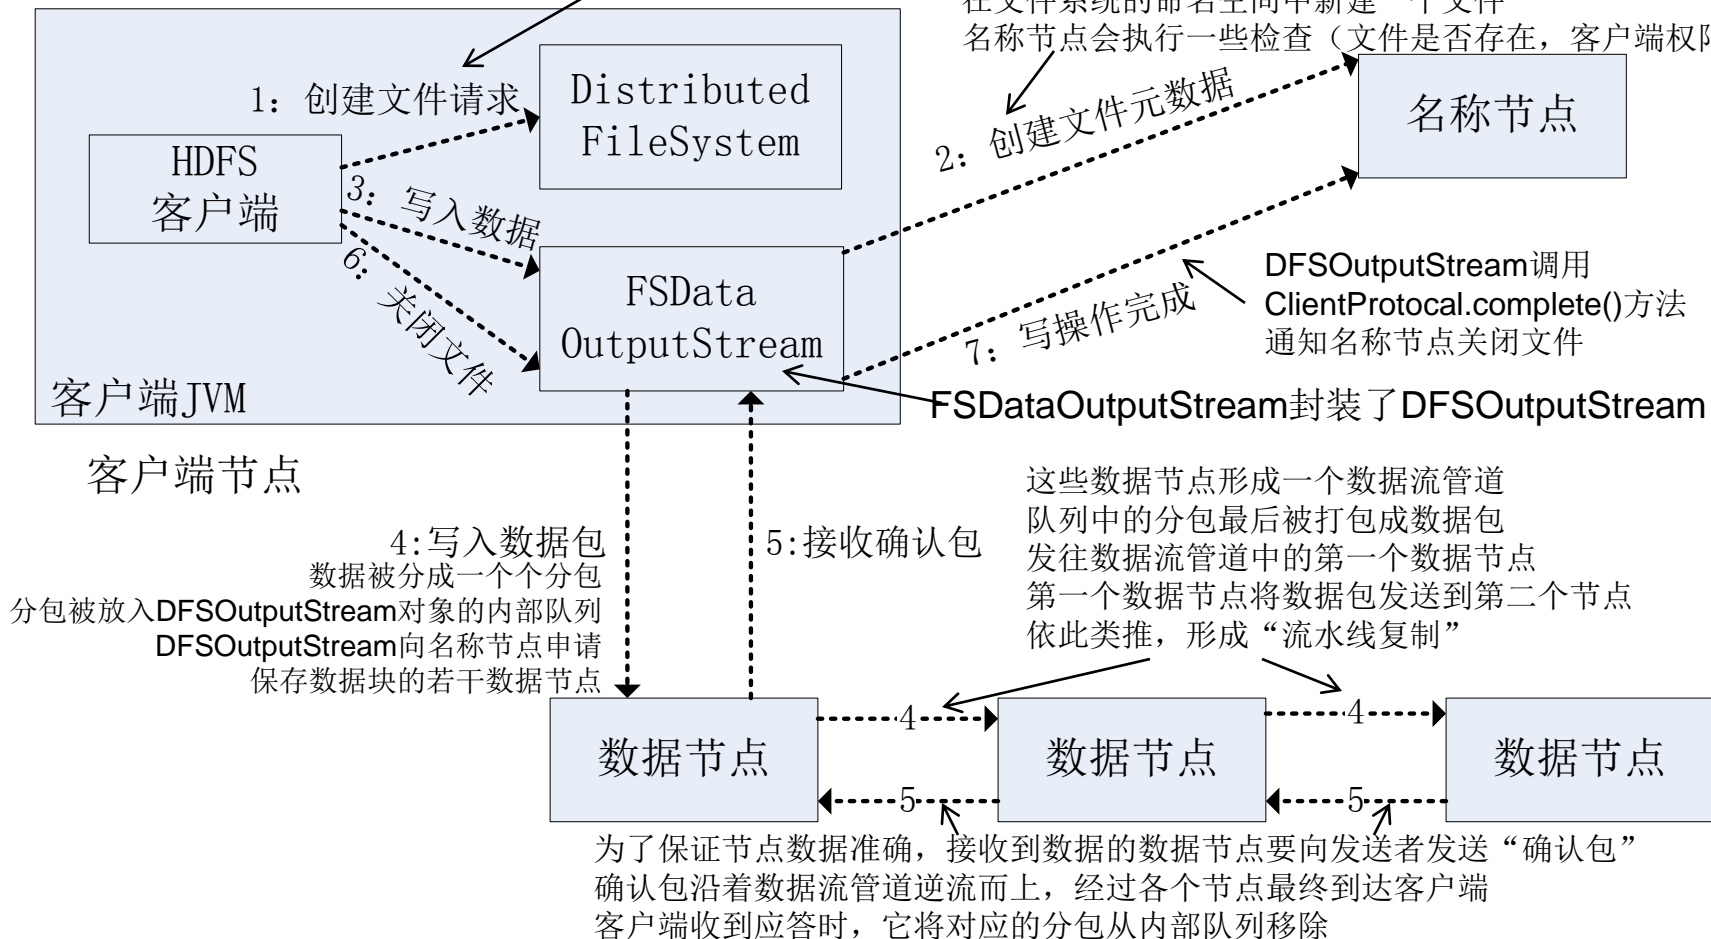 在文件系统的命名空间中新建一个文件
名称节点会执行一些检查（文件是否存在，客户端权
1：创建文件请求
Distributed
FileSystem
2：创建文件元数据
名称节点
HDFS
客户端
3：写入数据
6：关闭文件
FSData
OutputStream
7：写操作完成
DFSOutputStream调用
ClientProtocal.complete()方法
通知名称节点关闭文件
客户端JVM
FSDataOutputStream封装了DFSOutputStream
客户端节点
4:写入数据包
数据被分成一个个分包
分包被放入DFSOutputStream对象的内部队列
DFSOutputStream向名称节点申请
保存数据块的若干数据节点
5:接收确认包
这些数据节点形成一个数据流管道
队列中的分包最后被打包成数据包
发往数据流管道中的第一个数据节点
第一个数据节点将数据包发送到第二个节点
依此类推，形成“流水线复制”
数据节点
4
数据节点
4
数据节点
5
5
为了保证节点数据准确，接收到数据的数据节点要向发送者发送“确认包”
确认包沿着数据流管道逆流而上，经过各个节点最终到达客户端
客户端收到应答时，它将对应的分包从内部队列移除